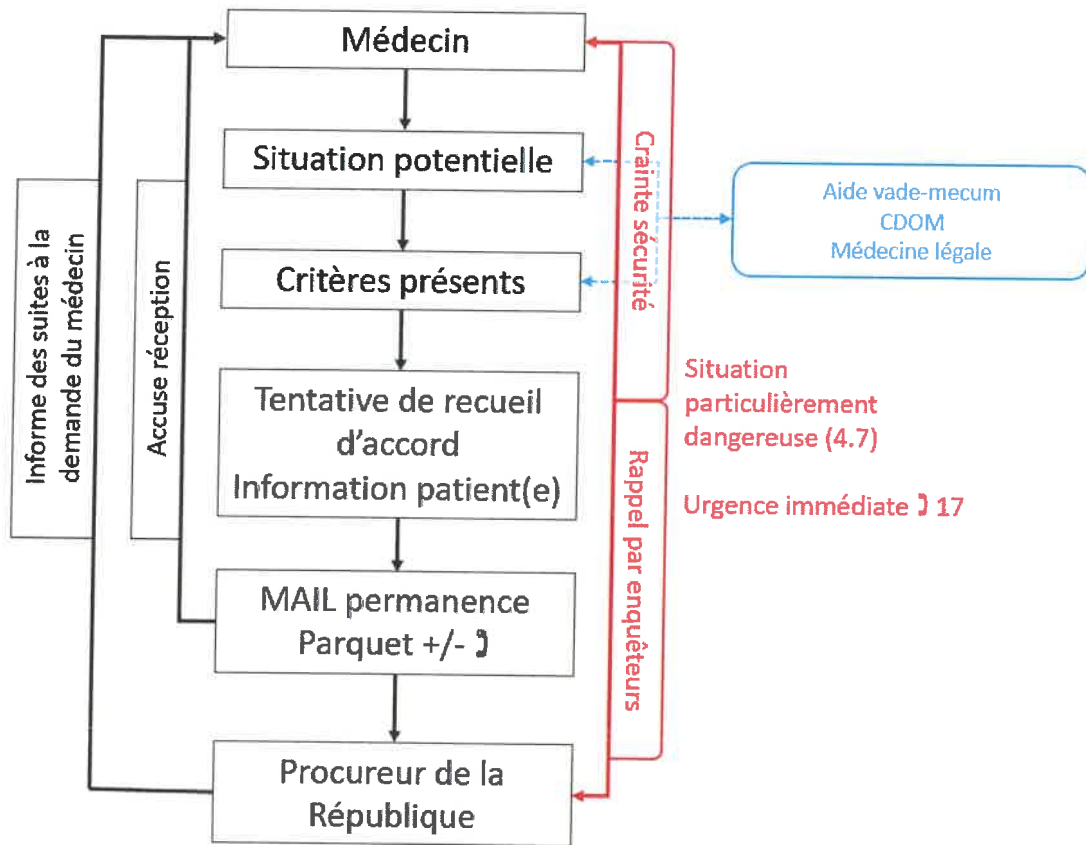 Médecin
Situation potentielle
Critères présents
Tentative de recueil
d'accord
Information patient(e)
MAIL permanence
Parquet +/-
Procureur de la
République
Informe des suites à la
demande du médecin
Accuse réception
Crainte sécurité
Rappel par enquêteurs
Aide vade-mecum
CDOM
Médecine légale
Situation
particulièrement
dangereuse (4.7)
Urgence immédiate 17